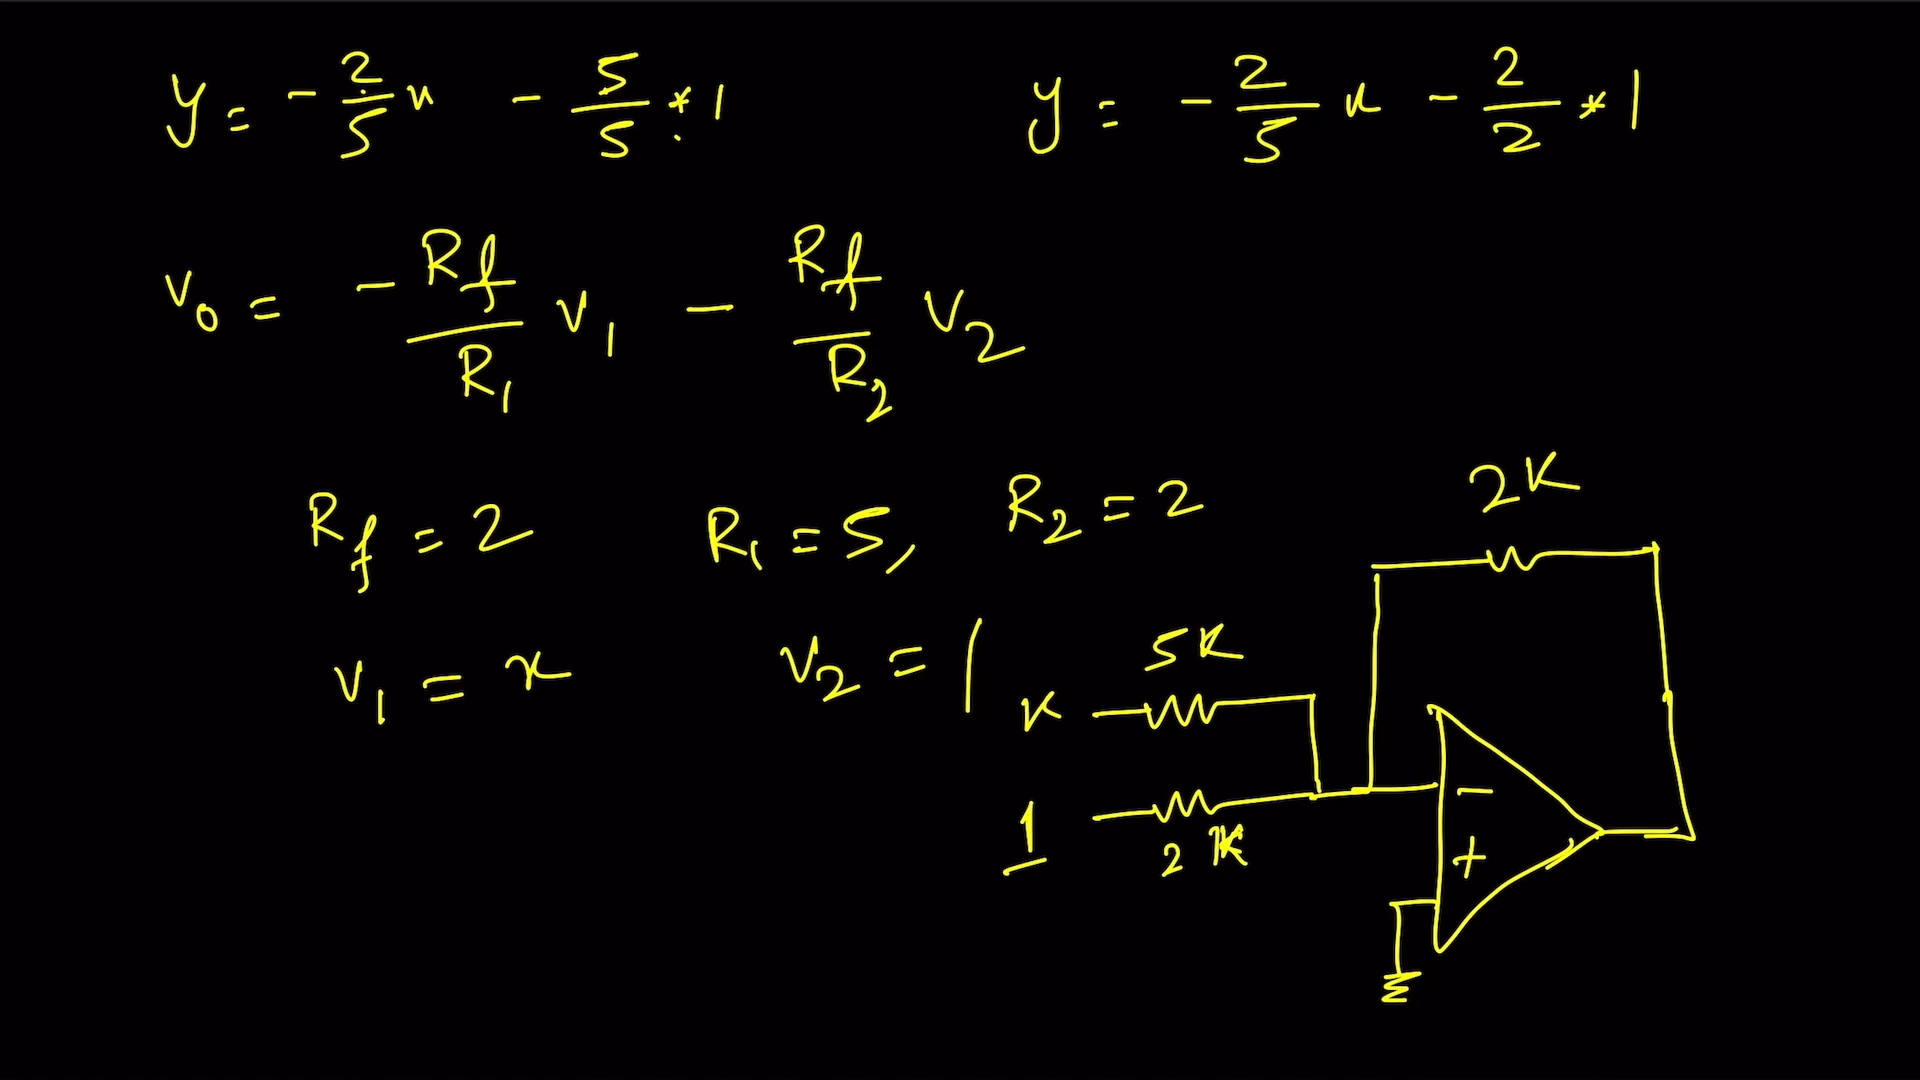 y = - 2/5 x - 5/5 * 1
y = - 2/5 x - 2/2 * 1
v₀ = - Rf/R₁ v₁ - Rf/R₂ v₂
Rf = 2 R₁ = 5, R₂ = 2
2K
v₁ = x v₂ = 1
5K
x
1
2K
-
+